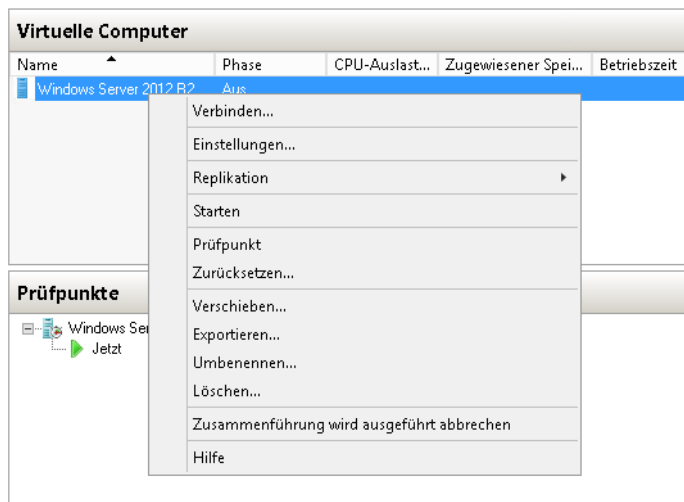 Virtuelle Computer
Name Phase CPU-Auslast... Zugewiesener Spei... Betriebszeit
Windows Server 2012 R2 Aus
Verbinden...
Einstellungen...
Replikation
Starten
Prüfpunkt
Zurücksetzen...
Verschieben...
Exportieren...
Umbenennen...
Löschen...
Zusammenführung wird ausgeführt abbrechen
Hilfe
Prüfpunkte
Windows Ser
Jetzt